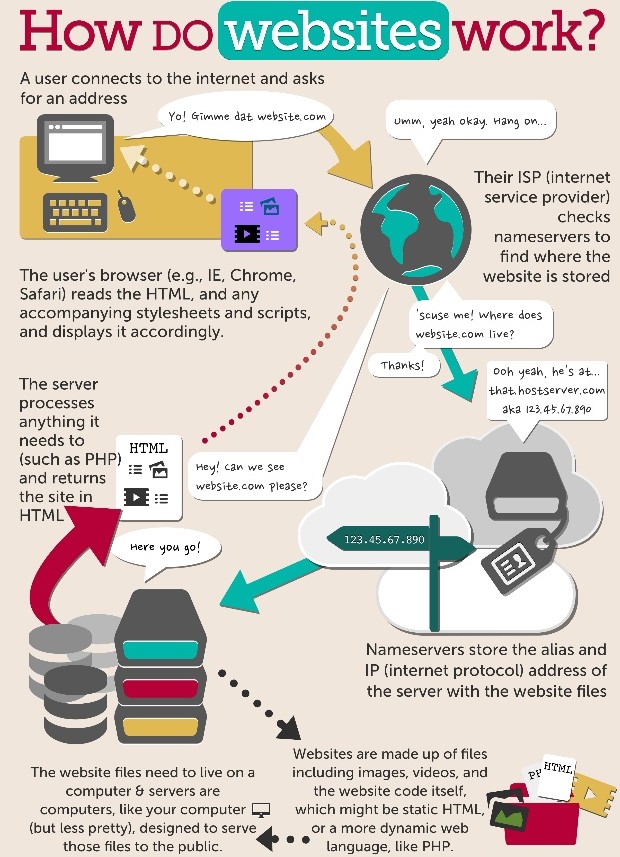 How DO websites work?
A user connects to the internet and asks
for an address
Yo! Gimme dat website.com
Umm, yeah okay. Hang on...
Their ISP (internet
service provider)
checks
nameservers to
find where the
website is stored
The user's browser (e.g., IE, Chrome,
Safari) reads the HTML, and any
accompanying stylesheets and scripts,
and displays it accordingly.
'scuse me! Where does
website.com live?
Thanks!
Ooh yeah, he's at...
that.hostserver.com
aka 123.45.67.890
The server
processes
anything it
needs to
(such as PHP)
and returns
the site in
HTML
HTML
Hey! Can we see
website.com please?
123.45.67.890
Here you go!
Nameservers store the alias and
IP (internet protocol) address of
the server with the website files
The website files need to live on a
computer & servers are
computers, like your computer
(but less pretty), designed to serve
those files to the public.
Websites are made up of files
including images, videos, and
the website code itself,
which might be static HTML,
or a more dynamic web
language, like PHP.
PH
HTML